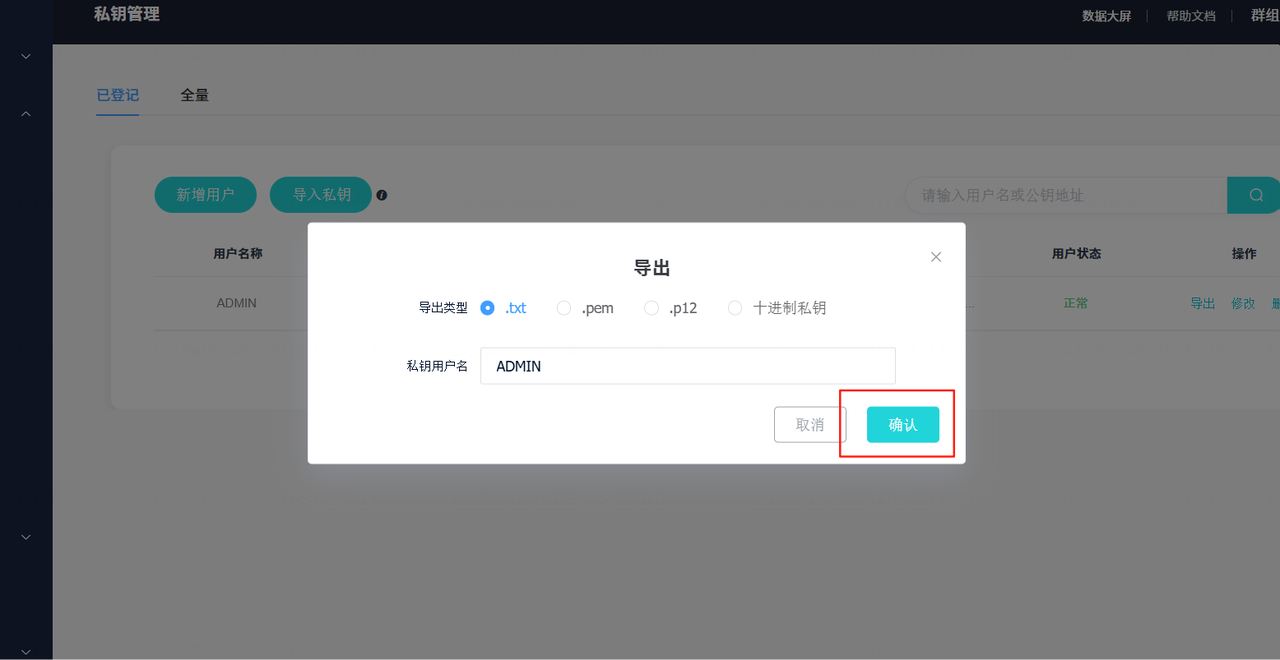 私钥管理
数据大屏 | 帮助文档 | 群组
已登记 全量
新增用户 导入私钥 请输入用户名或公钥地址
用户名称 用户状态 操作
ADMIN ... 正常 导出 修改
导出
导出类型 .txt .pem .p12 十进制私钥
私钥用户名 ADMIN
取消 确认